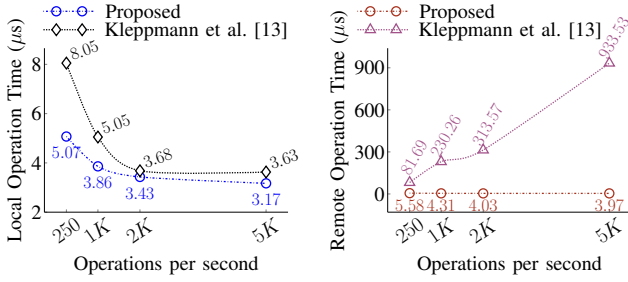 Proposed
Kleppmann et al. [13]
Local Operation Time (μs)
8
6
4
2
8.05
5.05
3.68
3.63
5.07
3.86
3.43
3.17
250
1K
2K
5K
Operations per second
Proposed
Kleppmann et al. [13]
Remote Operation Time (μs)
900
600
300
0
81.69
230.26
313.57
933.53
5.58
4.31
4.03
3.97
250
1K
2K
5K
Operations per second